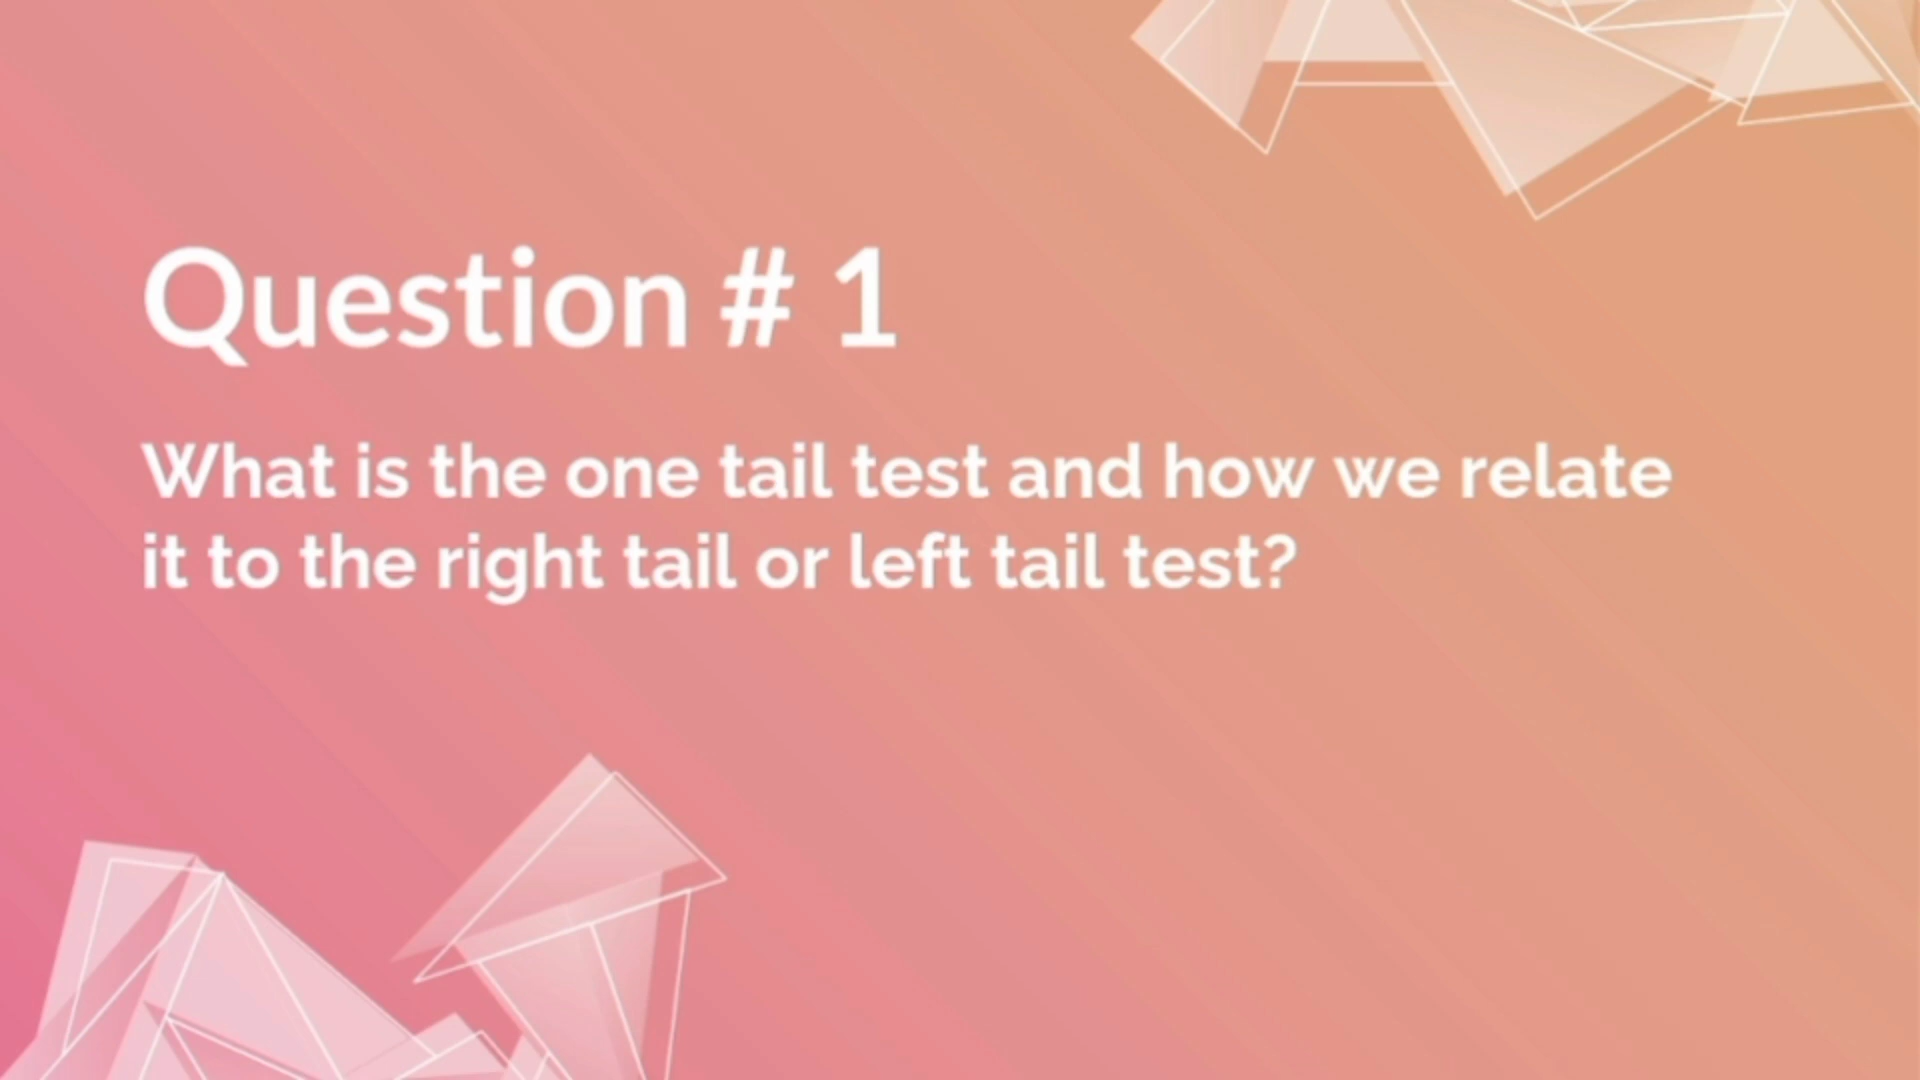 Question # 1
What is the one tail test and how we relate
it to the right tail or left tail test?